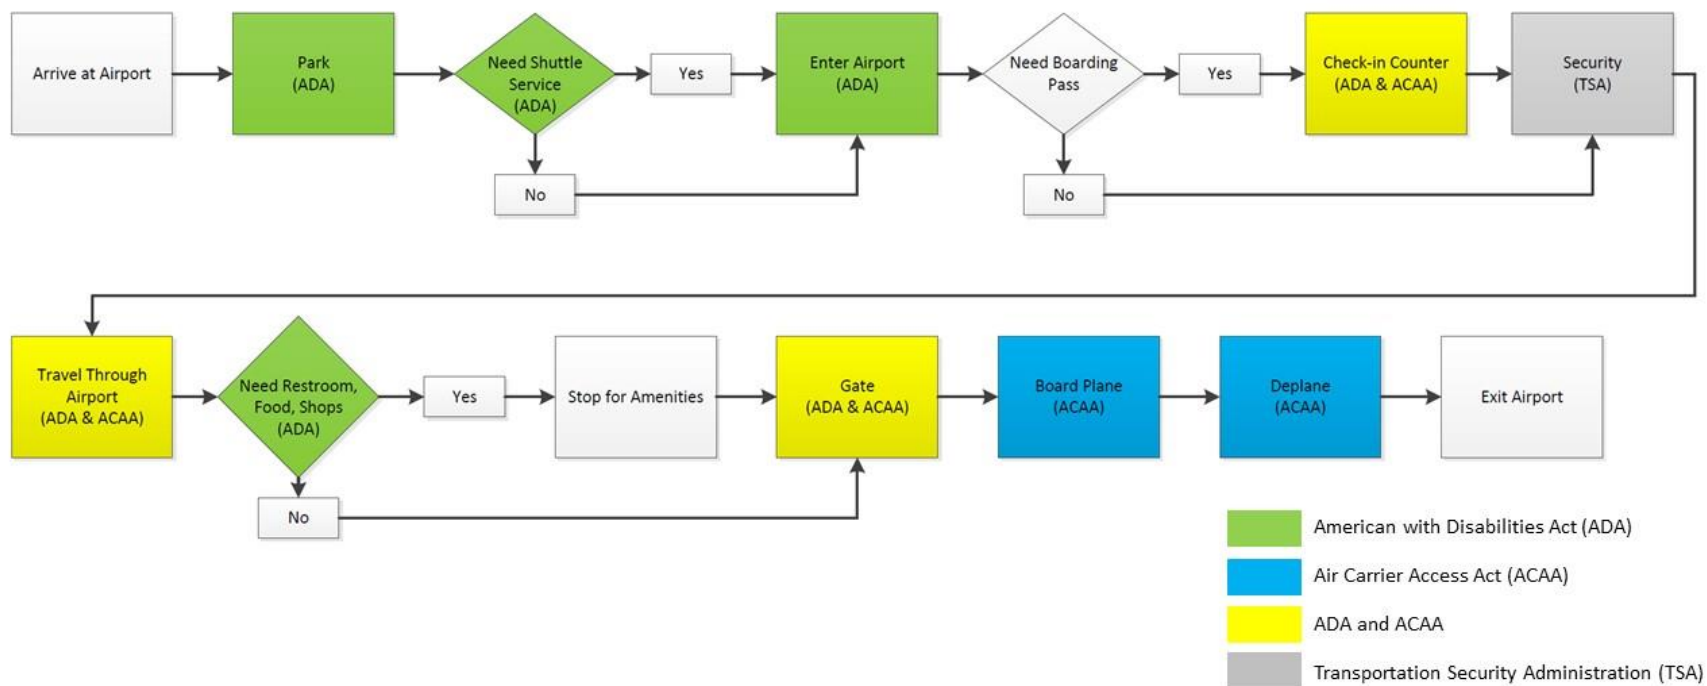 Arrive at Airport
Park
(ADA)
Need Shuttle
Service
(ADA)
Yes
No
Enter Airport
(ADA)
Need Boarding
Pass
Yes
No
Check-in Counter
(ADA & ACAA)
Security
(TSA)
Travel Through
Airport
(ADA & ACAA)
Need Restroom,
Food, Shops
(ADA)
Yes
No
Stop for Amenities
Gate
(ADA & ACAA)
Board Plane
(ACAA)
Deplane
(ACAA)
Exit Airport
American with Disabilities Act (ADA)
Air Carrier Access Act (ACAA)
ADA and ACAA
Transportation Security Administration (TSA)